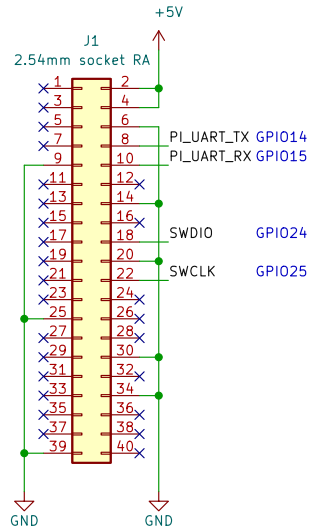 +5V
J1
2.54mm socket RA
1 2
3 4
5 6
7 8 PI_UART_TX GPIO14
9 10 PI_UART_RX GPIO15
11 12
13 14
15 16
17 18 SWDIO GPIO24
19 20
21 22 SWCLK GPIO25
23 24
25 26
27 28
29 30
31 32
33 34
35 36
37 38
39 40
GND GND